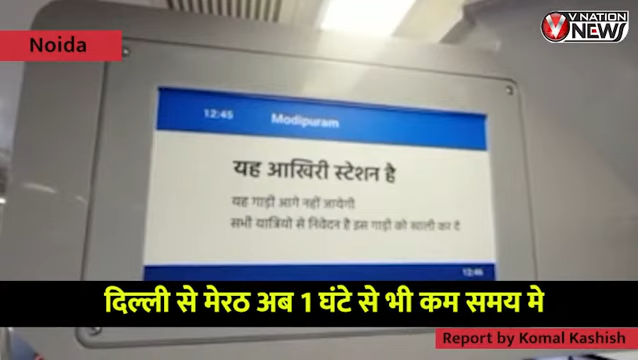 V NATION
NEWS
Noida
12:45 Modipuram
यह आखिरी स्टेशन है
यह गाड़ी आगे नहीं जायेगी
सभी यात्रियों से निवेदन है इस गाड़ी को खाली कर दें
12:46
दिल्ली से मेरठ अब 1 घंटे से भी कम समय मे
Report by Komal Kashish